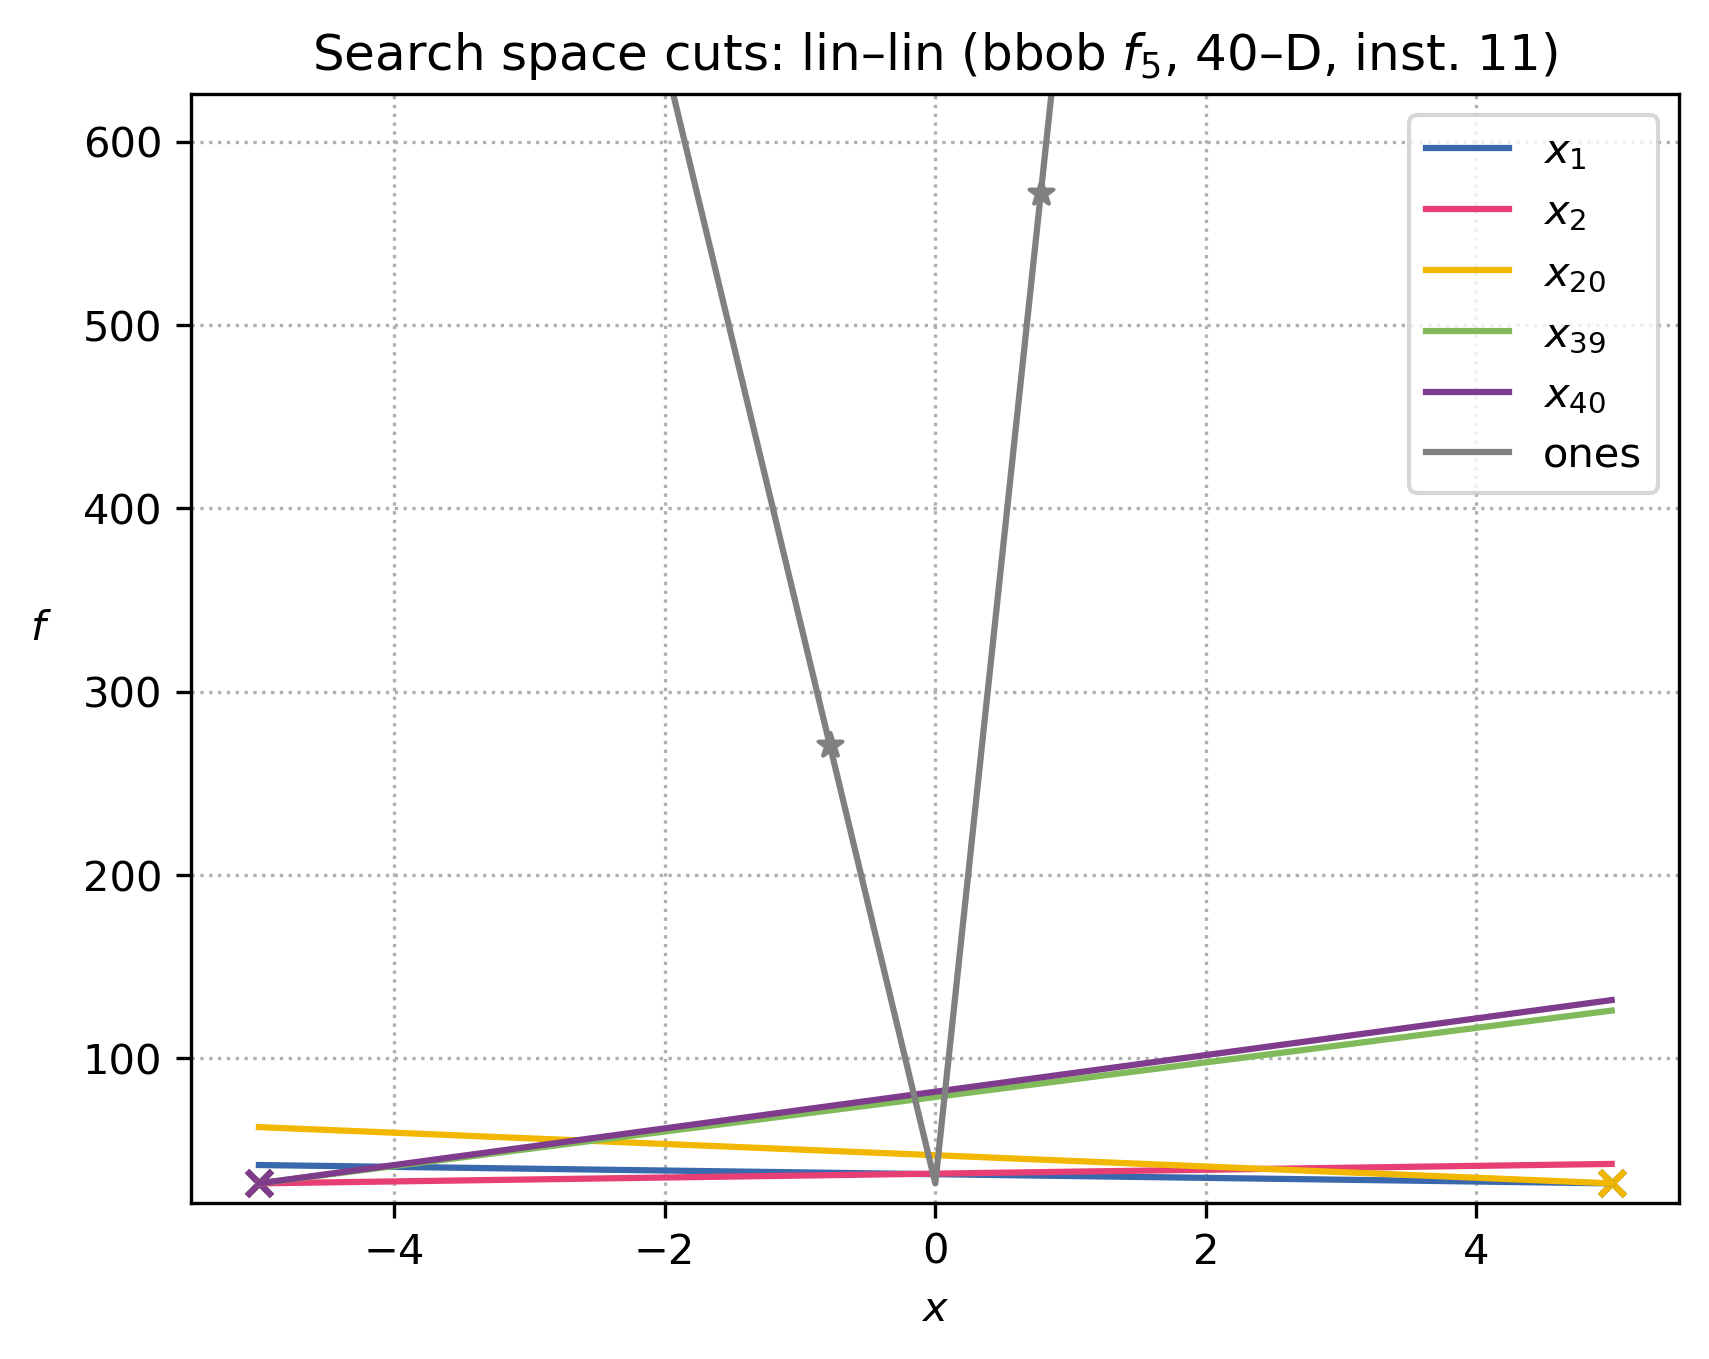 Search space cuts: lin–lin (bbob f₅, 40–D, inst. 11)
600
500
400
300
200
100
f
−4
−2
0
2
4
x
x₁
x₂
x₂₀
x₃₉
x₄₀
ones